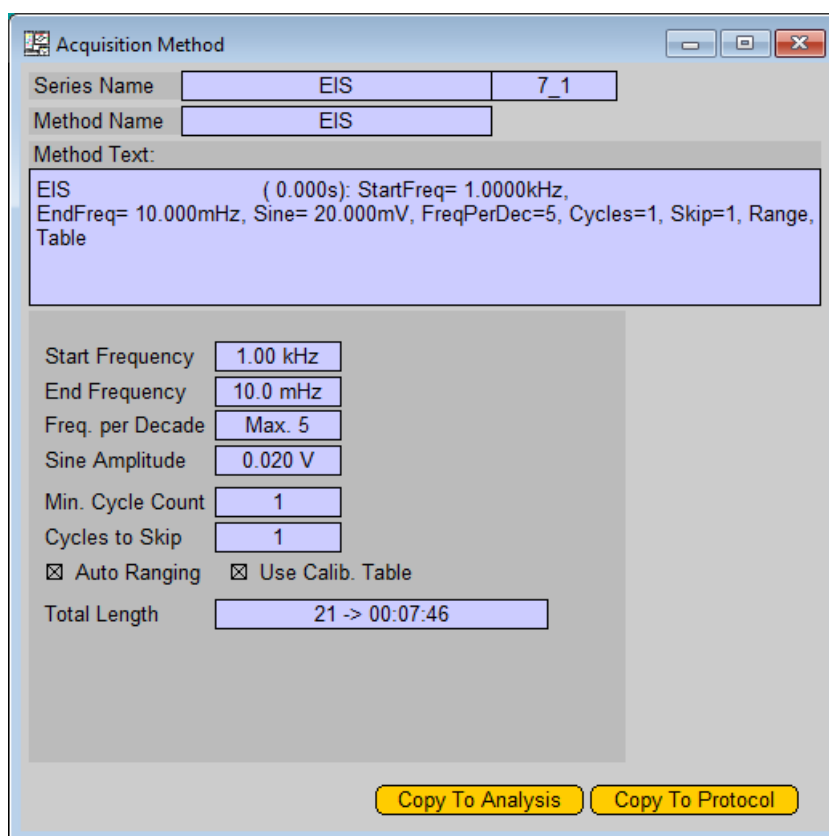 Acquisition Method
Series Name EIS 7_1
Method Name EIS
Method Text:
EIS ( 0.000s): StartFreq= 1.0000kHz,
EndFreq= 10.000mHz, Sine= 20.000mV, FreqPerDec=5, Cycles=1, Skip=1, Range,
Table
Start Frequency 1.00 kHz
End Frequency 10.0 mHz
Freq. per Decade Max. 5
Sine Amplitude 0.020 V
Min. Cycle Count 1
Cycles to Skip 1
Auto Ranging Use Calib. Table
Total Length 21 -> 00:07:46
Copy To Analysis Copy To Protocol